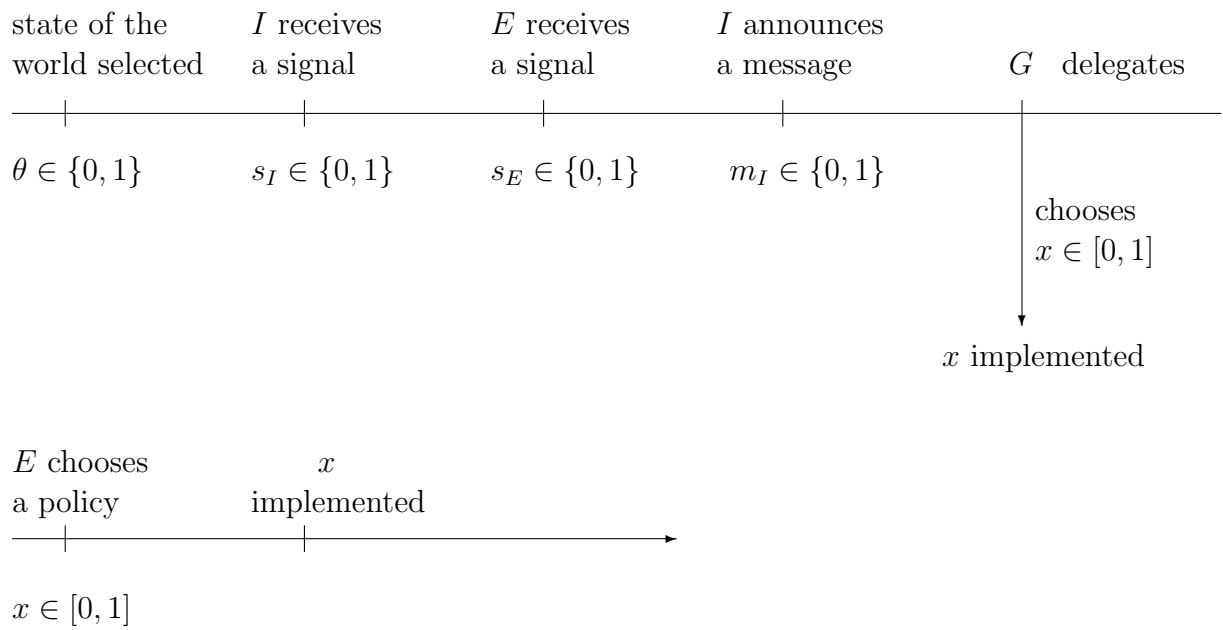 state of the world selected
I receives a signal
E receives a signal
I announces a message
G delegates
θ ∈ {0, 1}
s_I ∈ {0, 1}
s_E ∈ {0, 1}
m_I ∈ {0, 1}
chooses
x ∈ [0, 1]
x implemented
E chooses a policy
x implemented
x ∈ [0, 1]